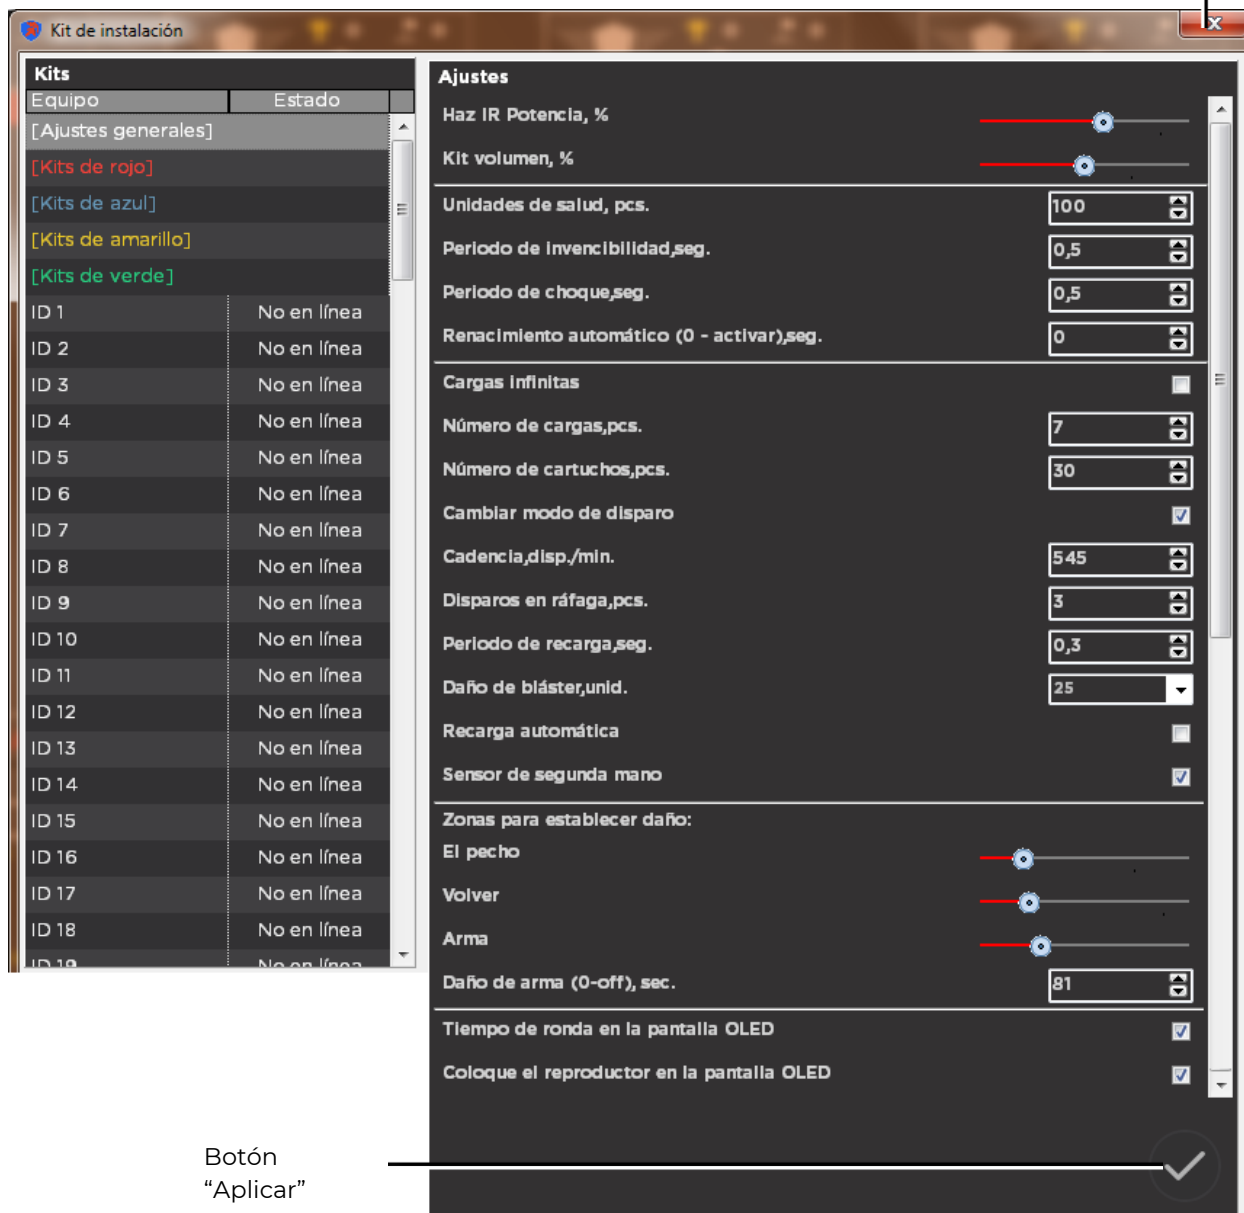 Kit de instalación
x
Kits
Equipo Estado
[Ajustes generales]
[Kits de rojo]
[Kits de azul]
[Kits de amarillo]
[Kits de verde]
ID 1 No en línea
ID 2 No en línea
ID 3 No en línea
ID 4 No en línea
ID 5 No en línea
ID 6 No en línea
ID 7 No en línea
ID 8 No en línea
ID 9 No en línea
ID 10 No en línea
ID 11 No en línea
ID 12 No en línea
ID 13 No en línea
ID 14 No en línea
ID 15 No en línea
ID 16 No en línea
ID 17 No en línea
ID 18 No en línea
ID 19 No en línea
Ajustes
Haz IR Potencia, %
Kit volumen, %
Unidades de salud, pcs. 100
Periodo de invencibilidad,seg. 0,5
Periodo de choque,seg. 0,5
Renacimiento automático (0 - activar),seg. 0
Cargas infinitas
Número de cargas,pcs. 7
Número de cartuchos,pcs. 30
Cambiar modo de disparo
Cadencia,disp./min. 545
Disparos en ráfaga,pcs. 3
Periodo de recarga,seg. 0,3
Daño de bláster,unid. 25
Recarga automática
Sensor de segunda mano
Zonas para establecer daño:
El pecho
Volver
Arma
Daño de arma (0-off), sec. 81
Tiempo de ronda en la pantalla OLED
Coloque el reproductor en la pantalla OLED
Botón
“Aplicar”